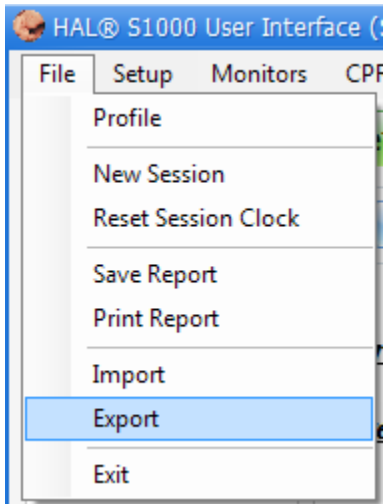 HAL® S1000 User Interface (
File Setup Monitors CPR
Profile
New Session
Reset Session Clock
Save Report
Print Report
Import
Export
Exit